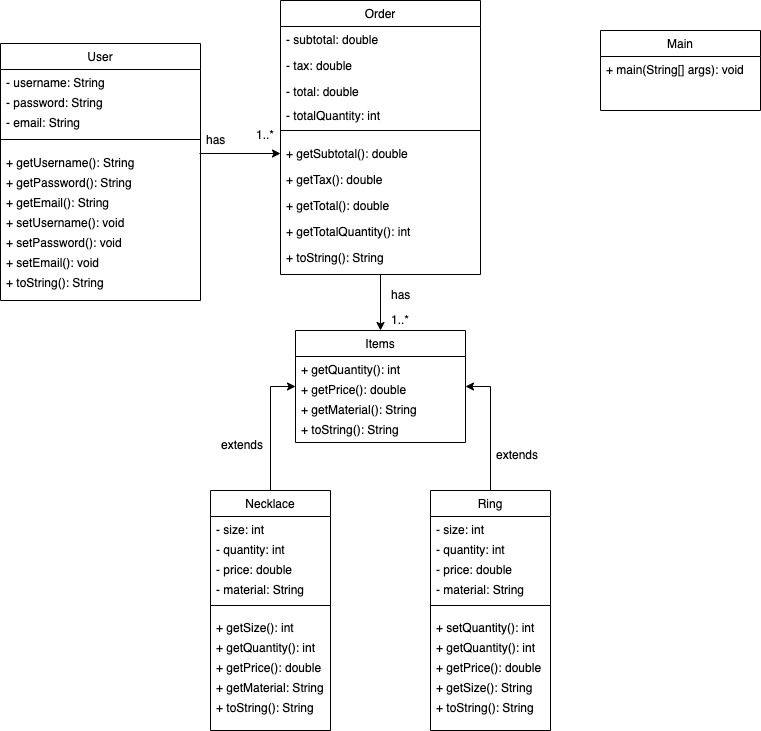 User
- username: String
- password: String
- email: String
+ getUsername(): String
+ getPassword(): String
+ getEmail(): String
+ setUsername(): void
+ setPassword(): void
+ setEmail(): void
+ toString(): String
has
1..*
Order
- subtotal: double
- tax: double
- total: double
- totalQuantity: int
+ getSubtotal(): double
+ getTax(): double
+ getTotal(): double
+ getTotalQuantity(): int
+ toString(): String
Main
+ main(String[] args): void
has
1..*
Items
+ getQuantity(): int
+ getPrice(): double
+ getMaterial(): String
+ toString(): String
extends
extends
Necklace
- size: int
- quantity: int
- price: double
- material: String
+ getSize(): int
+ getQuantity(): int
+ getPrice(): double
+ getMaterial: String
+ toString(): String
Ring
- size: int
- quantity: int
- price: double
- material: String
+ setQuantity(): int
+ getQuantity(): int
+ getPrice(): double
+ getSize(): String
+ toString(): String